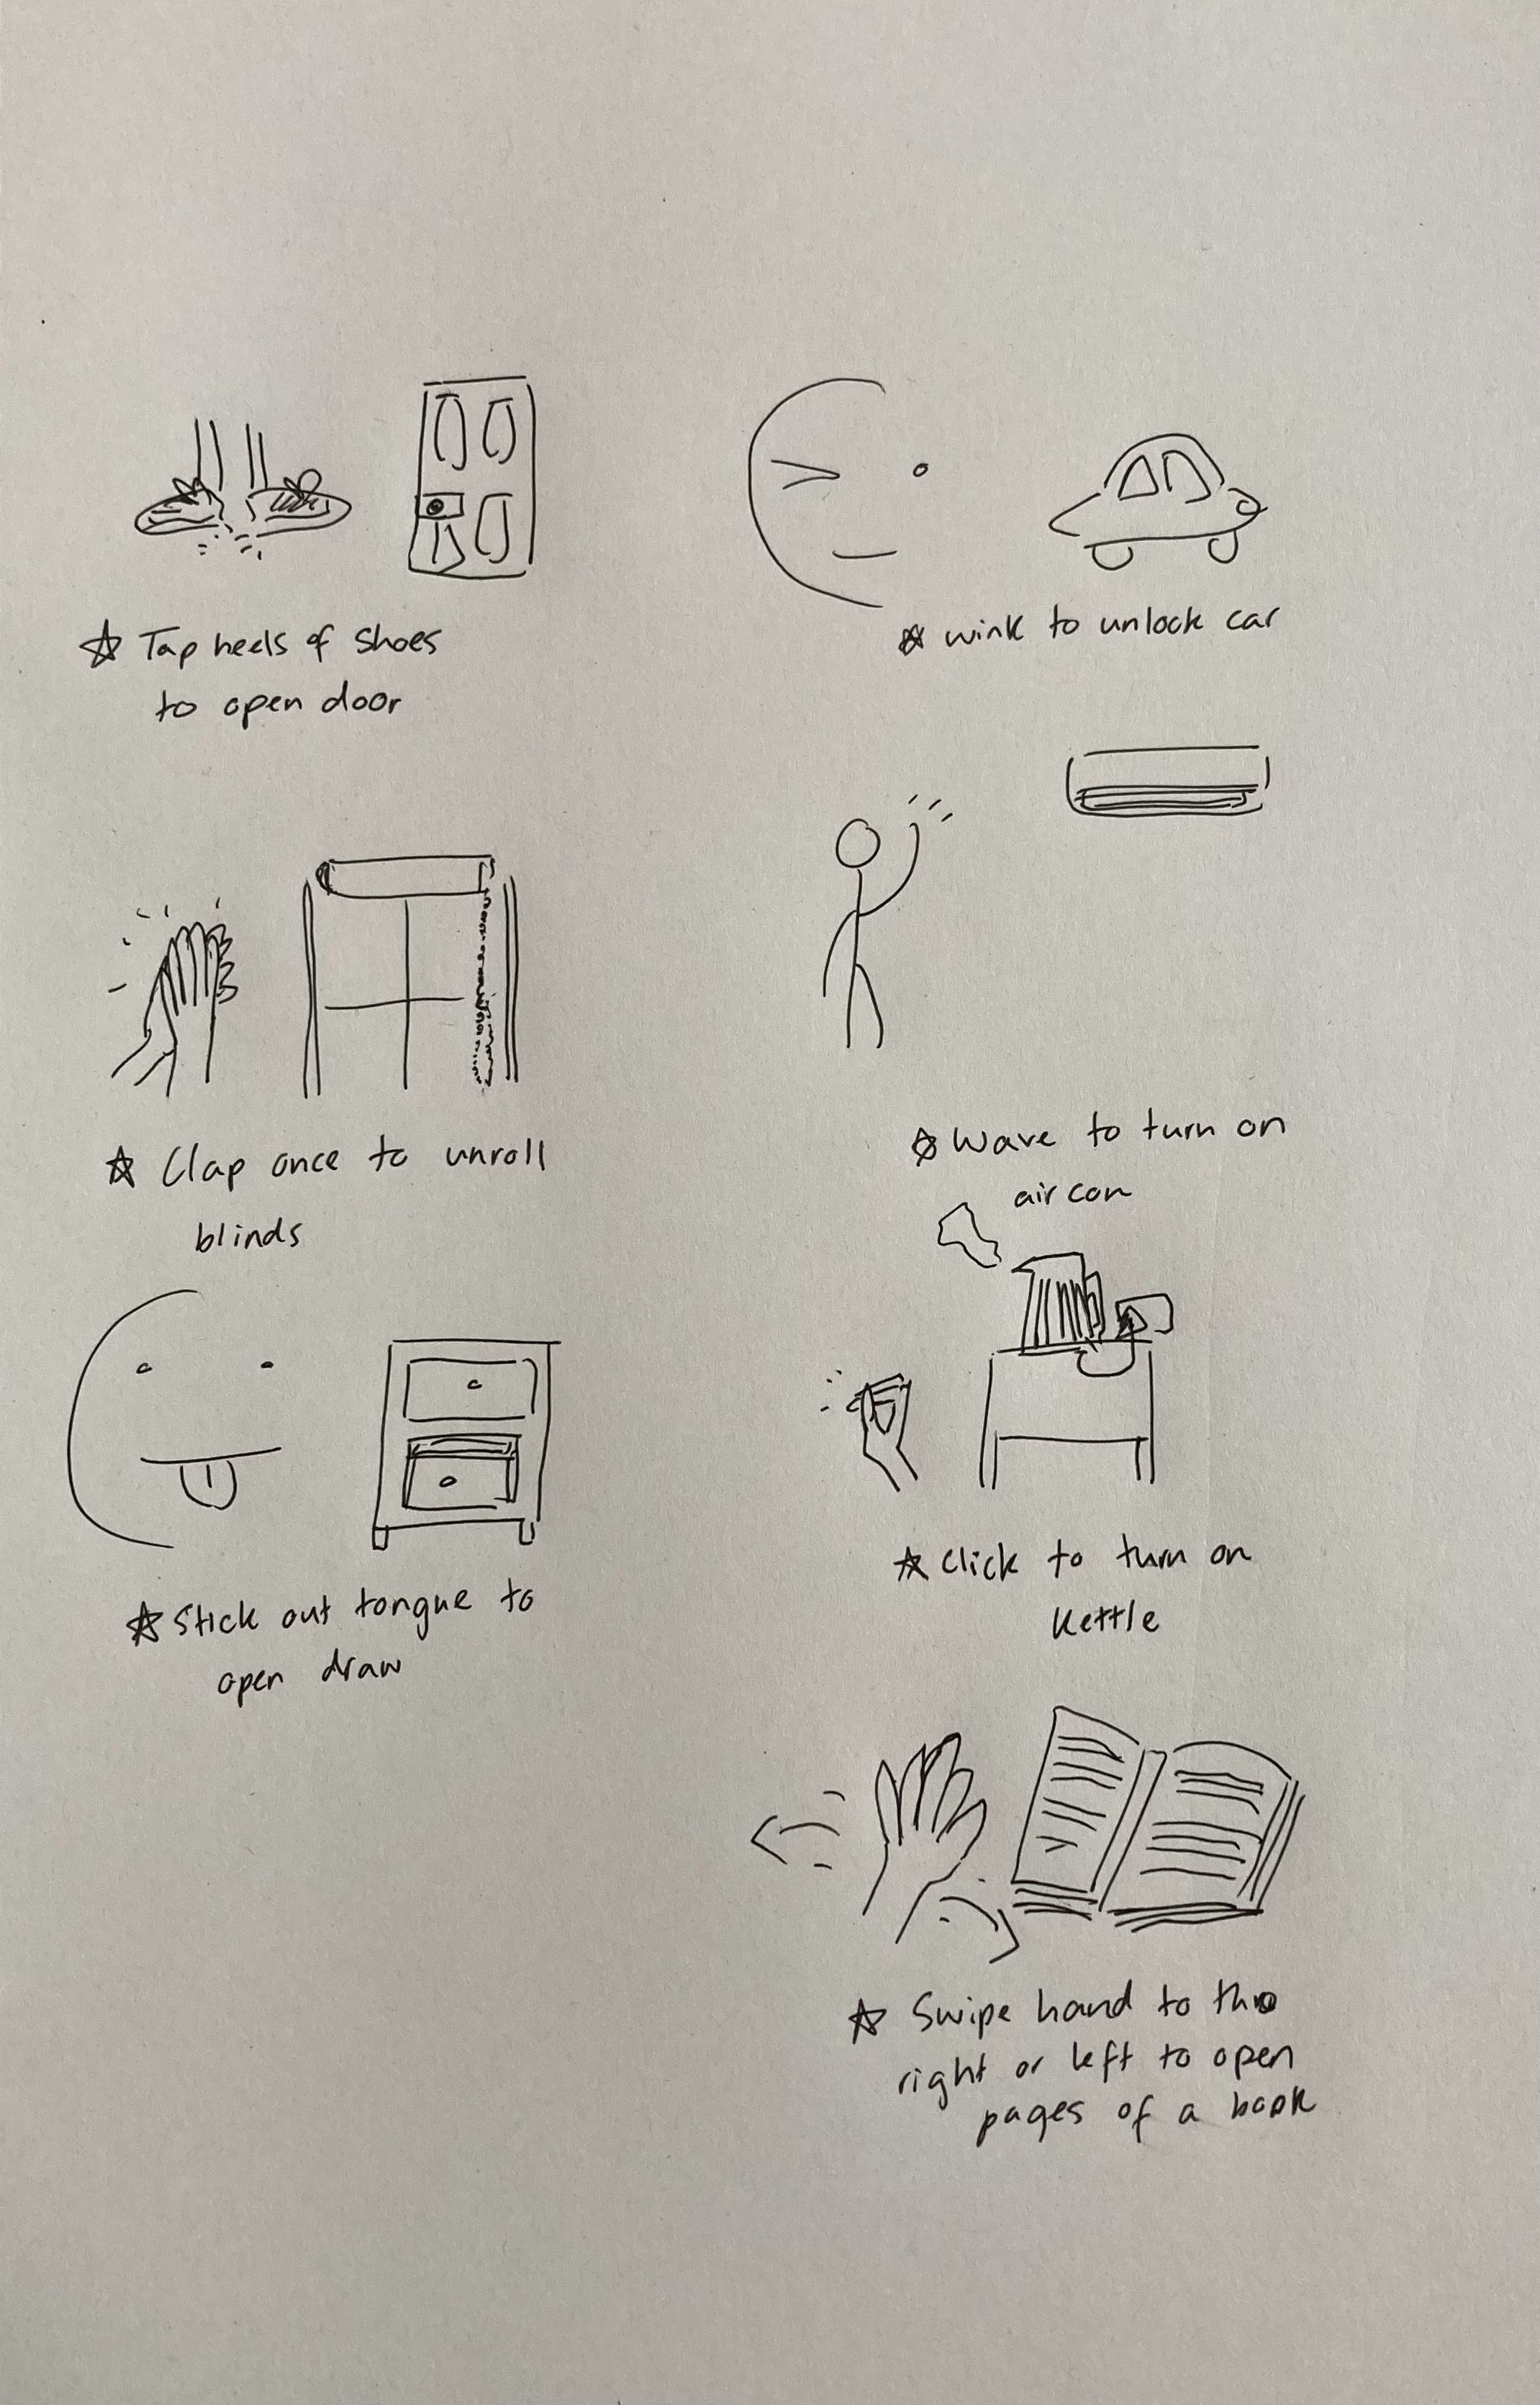 Tap heels of shoes
to open door
wink to unlock car
Clap once to unroll
blinds
Wave to turn on
air con
Stick out tongue to
open draw
Click to turn on
Kettle
Swipe hand to the
right or left to open
pages of a book